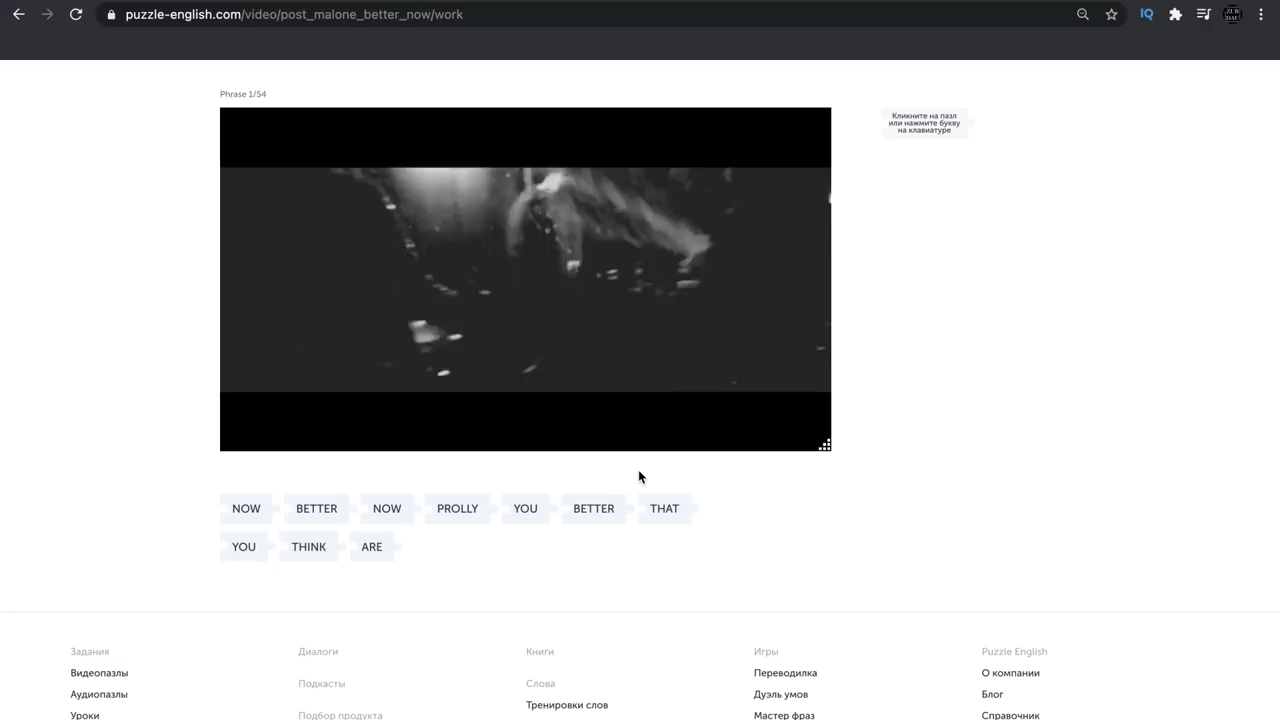 puzzle-english.com/video/post_malone_better_now/work
IQ
Phrase 1/54
Кликните на пазл
или нажмите букву
на клавиатуре
NOW BETTER NOW PROLLY YOU BETTER THAT
YOU THINK ARE
Задания Диалоги Книги Игры Puzzle English
Видеопазлы Переводилка О компании
Подкасты Слова
Аудиопазлы Тренировки слов Дуэль умов Блог
Уроки Подбор продукта Мастер фраз Справочник